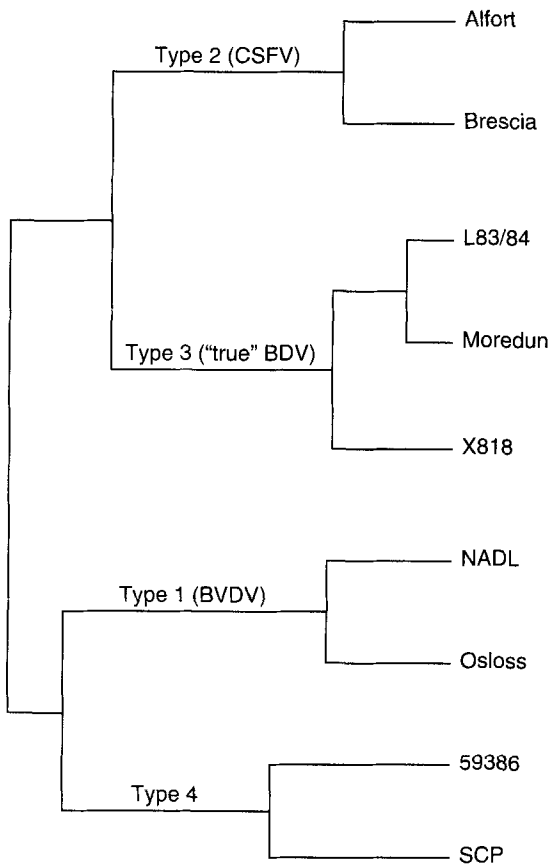 Alfort
Type 2 (CSFV)
Brescia
L83/84
Moredun
Type 3 ("true" BDV)
X818
NADL
Type 1 (BVDV)
Osloss
59386
Type 4
SCP